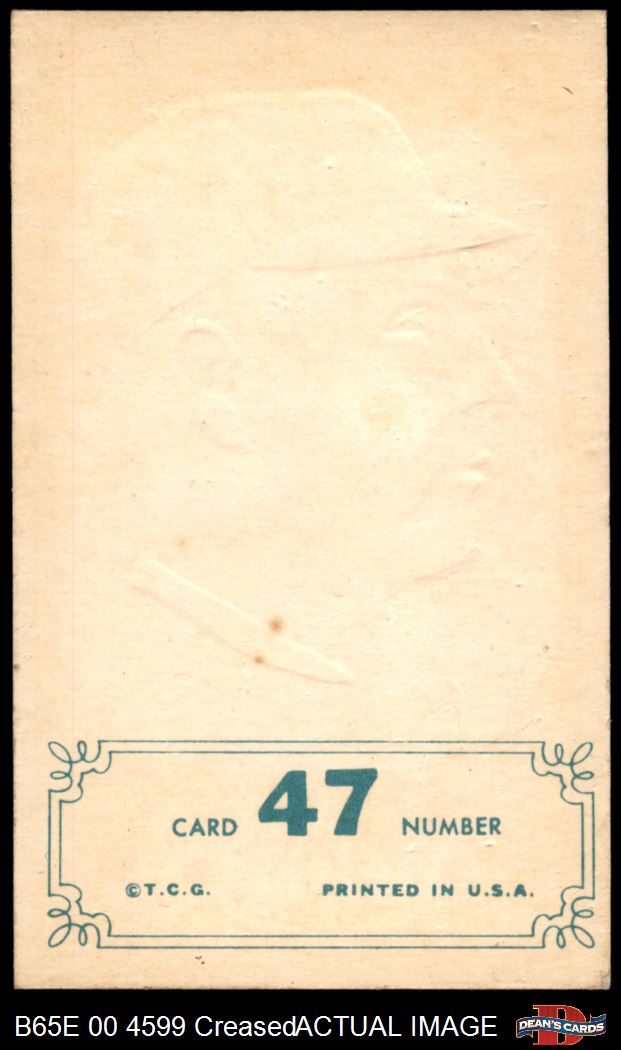 CARD 47 NUMBER
©T.C.G. PRINTED IN U.S.A.
B65E 00 4599 CreasedACTUAL IMAGE
DEAN'S CARDS